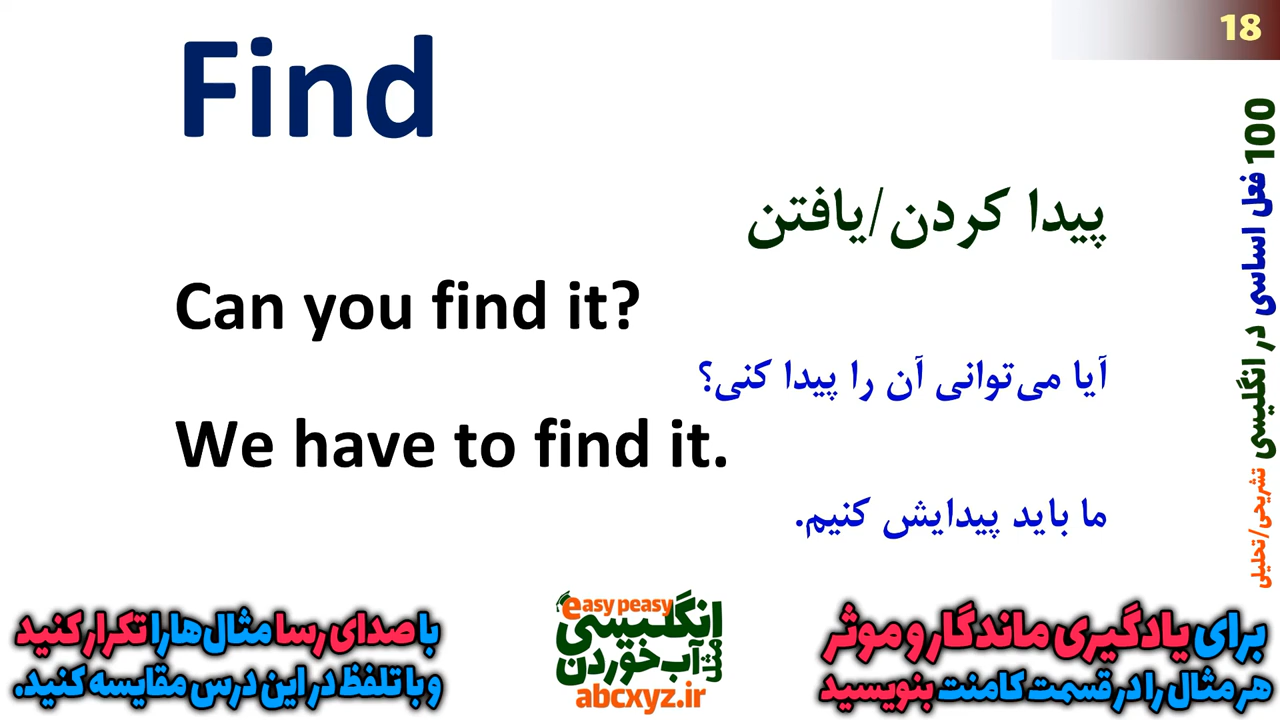 18
Find
پیدا کردن/یافتن
Can you find it?
آیا می‌توانی آن را پیدا کنی؟
We have to find it.
ما باید پیدایش کنیم.
100 فعل اساسی در انگلیسی تشریحی/تحلیلی
با صدای رسا مثال‌ها را تکرار کنید
و با تلفظ در این درس مقایسه کنید.
easy peasy
انگلیسی
مثل آب خوردن
abcxyz.ir
برای یادگیری ماندگار و موثر
هر مثال را در قسمت کامنت بنویسید